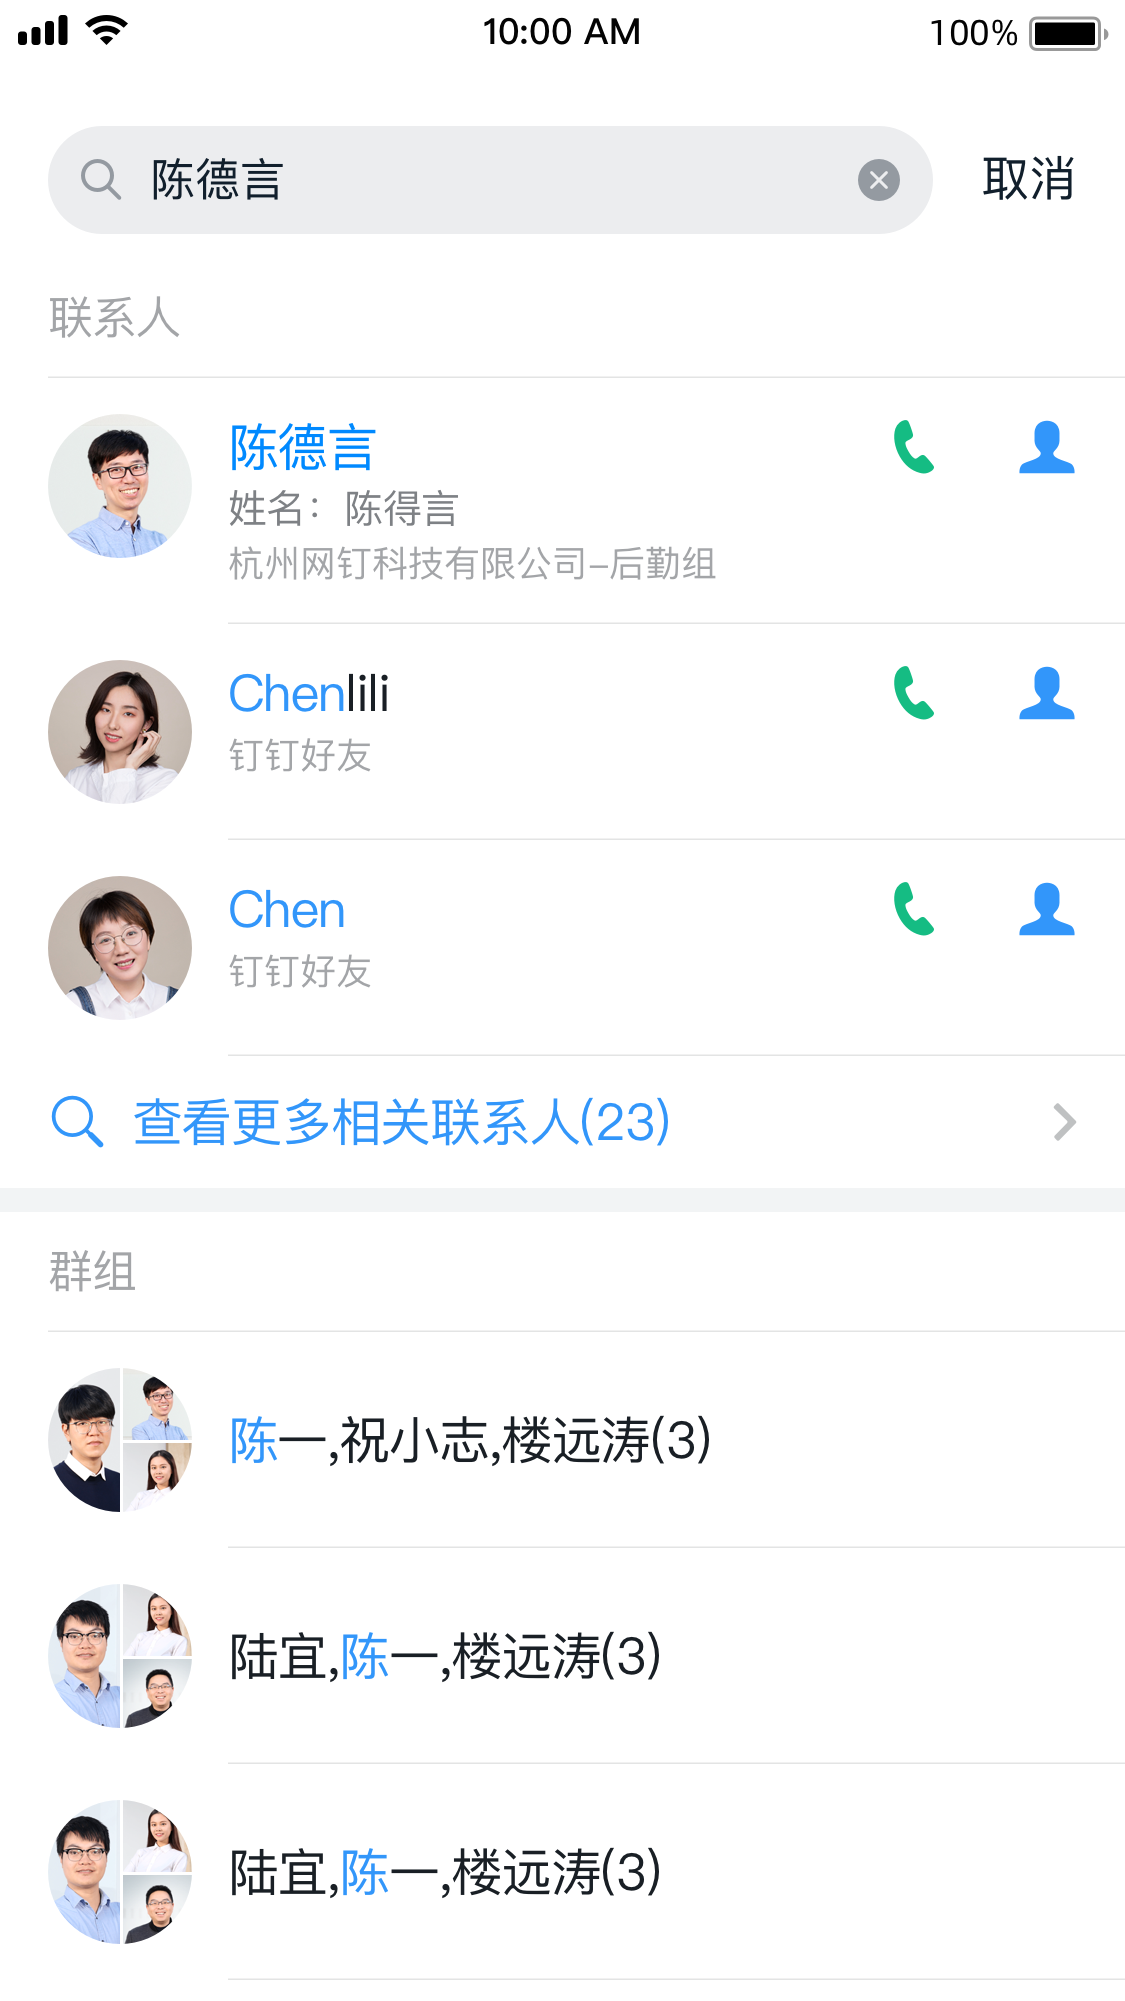 10:00 AM
100%
陈德言
取消
联系人
陈德言
姓名：陈得言
杭州网钉科技有限公司-后勤组
Chenlili
钉钉好友
Chen
钉钉好友
查看更多相关联系人(23)
群组
陈一,祝小志,楼远涛(3)
陆宜,陈一,楼远涛(3)
陆宜,陈一,楼远涛(3)